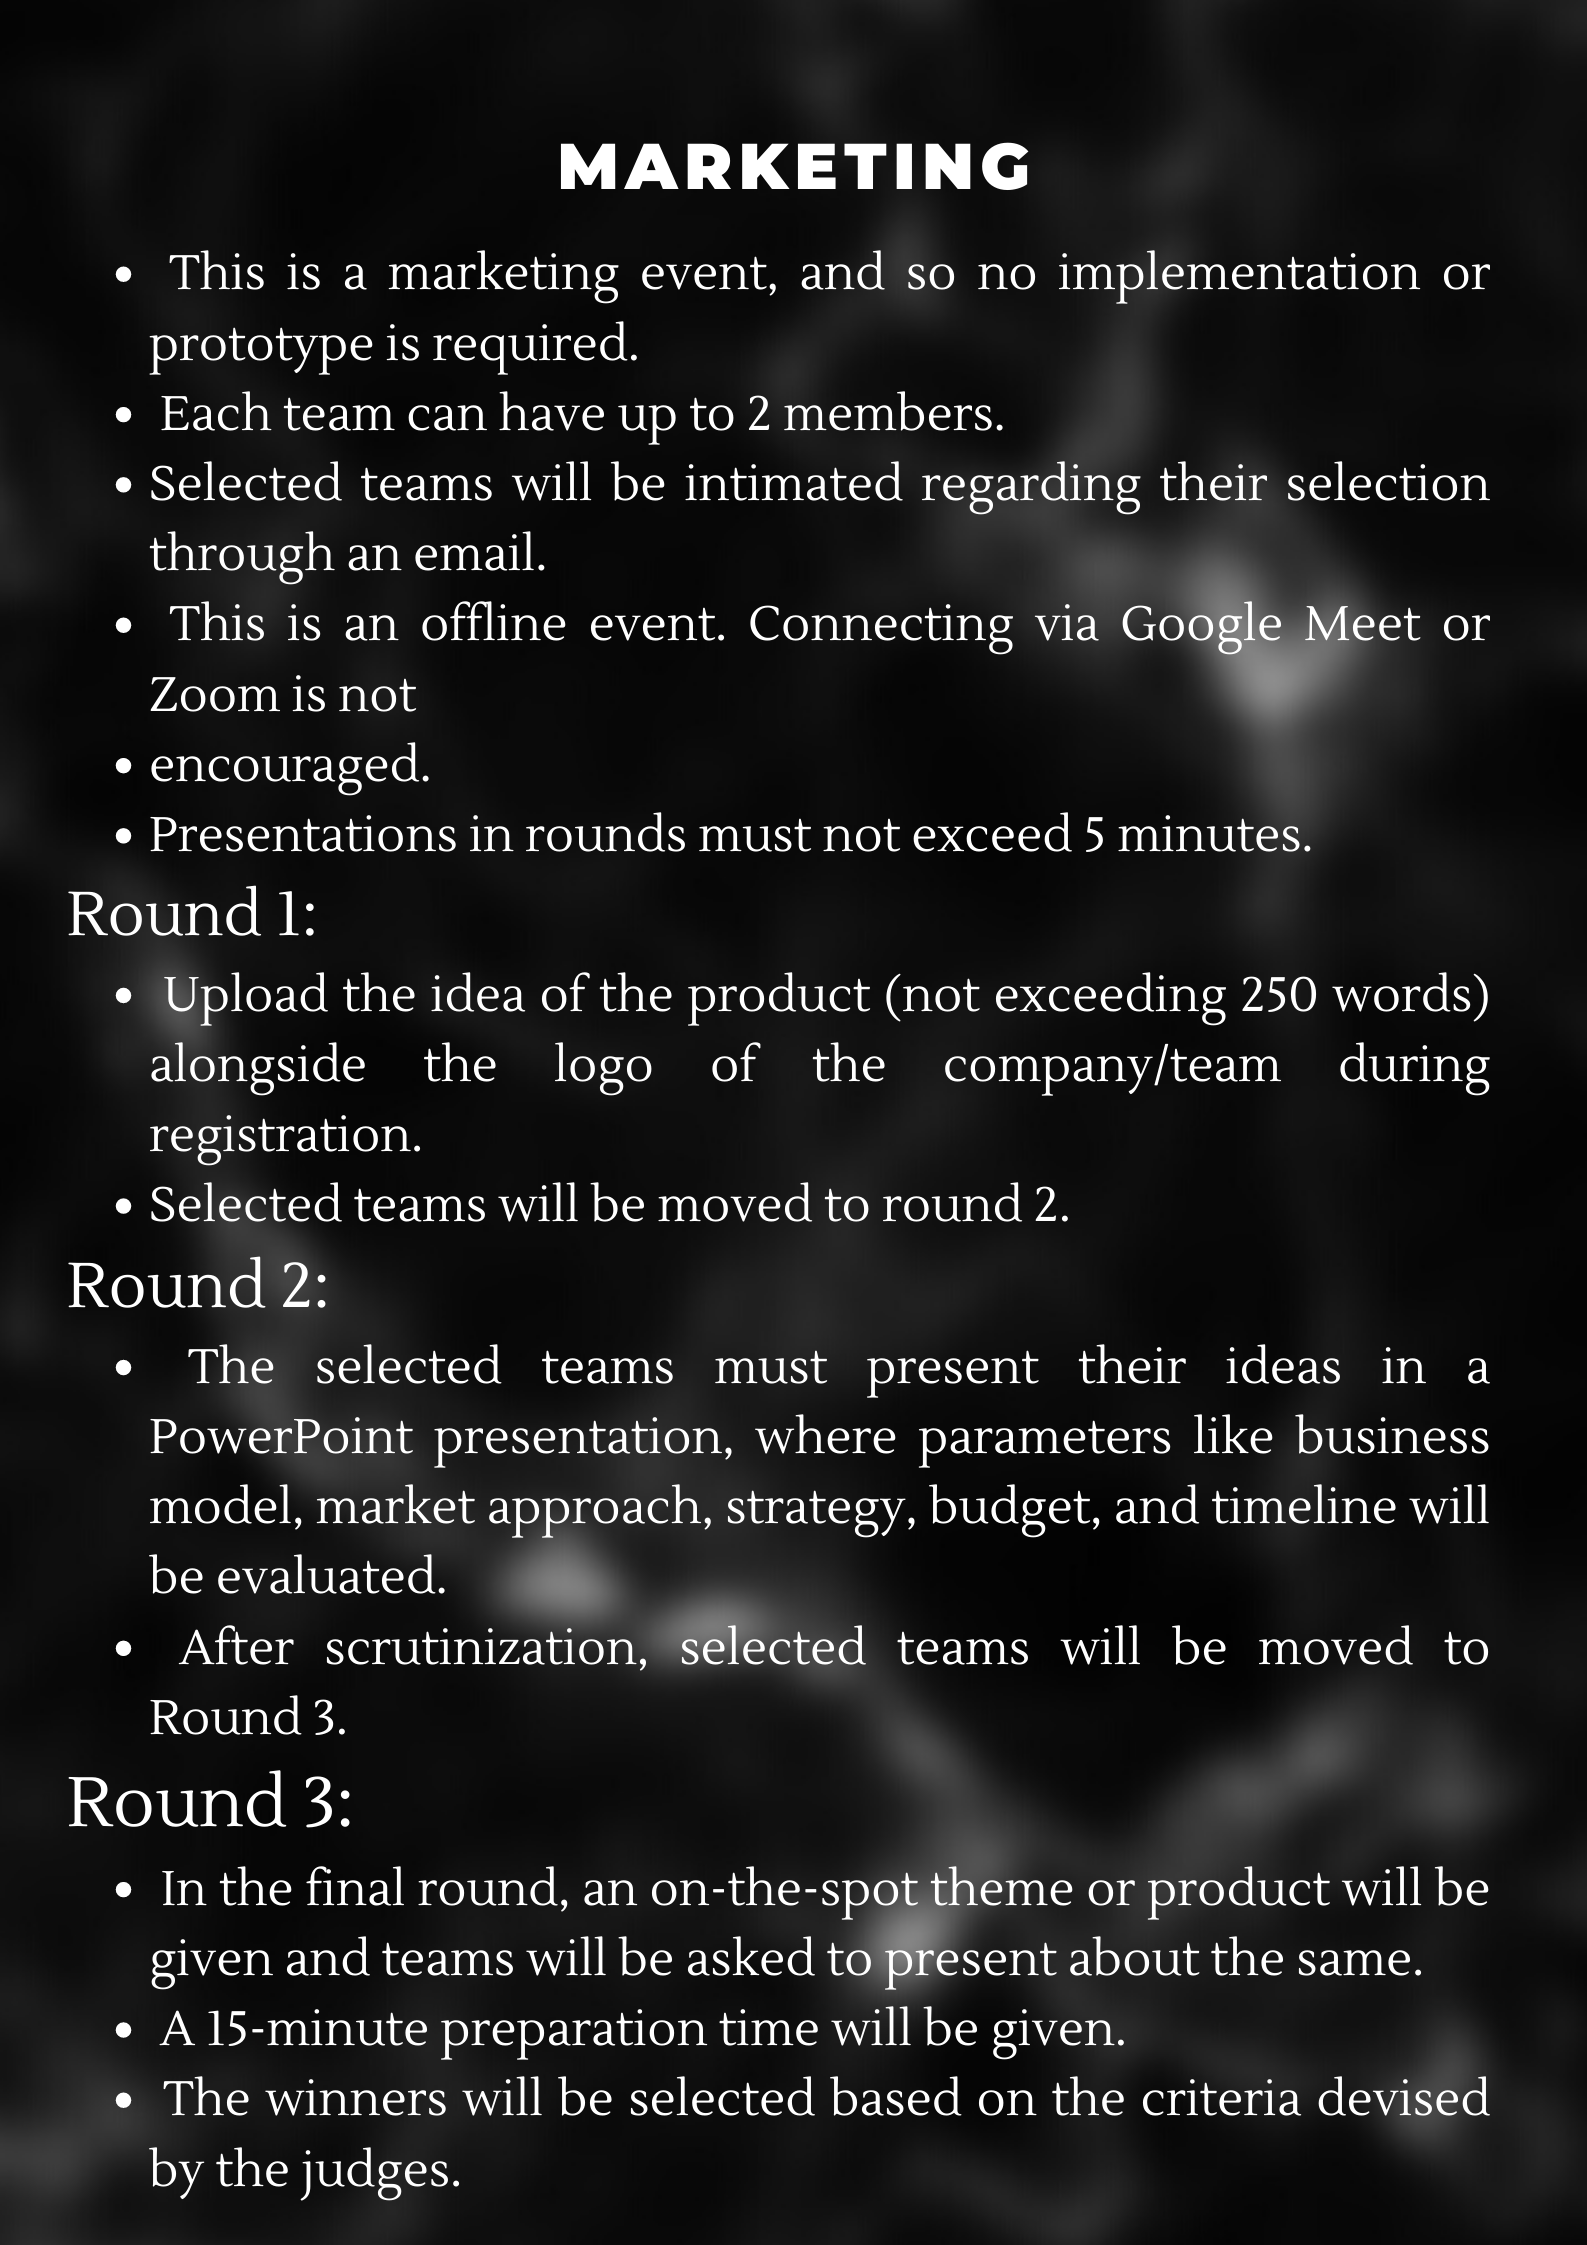 MARKETING
• This is a marketing event, and so no implementation or
prototype is required.
• Each team can have up to 2 members.
• Selected teams will be intimated regarding their selection
through an email.
• This is an offline event. Connecting via Google Meet or
Zoom is not
• encouraged.
• Presentations in rounds must not exceed 5 minutes.
Round 1:
• Upload the idea of the product (not exceeding 250 words)
alongside the logo of the company/team during
registration.
• Selected teams will be moved to round 2.
Round 2:
• The selected teams must present their ideas in a
PowerPoint presentation, where parameters like business
model, market approach, strategy, budget, and timeline will
be evaluated.
• After scrutinization, selected teams will be moved to
Round 3.
Round 3:
• In the final round, an on-the-spot theme or product will be
given and teams will be asked to present about the same.
• A 15-minute preparation time will be given.
• The winners will be selected based on the criteria devised
by the judges.